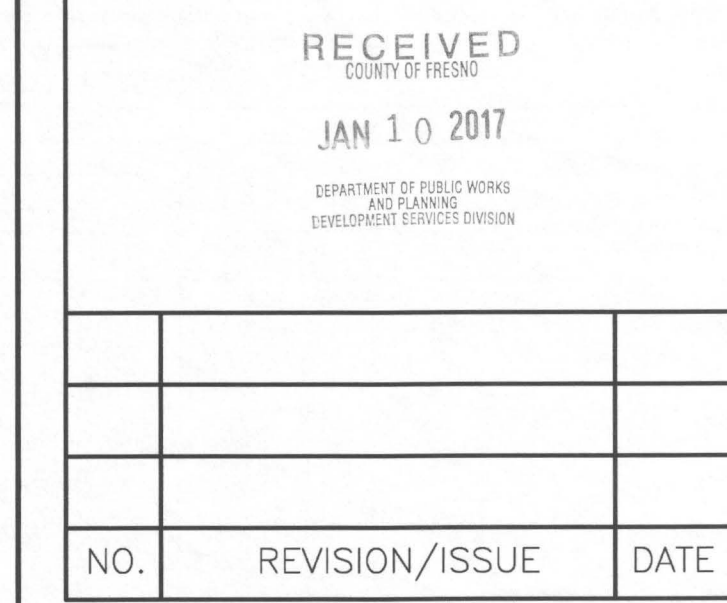 RECEIVED
COUNTY OF FRESNO
JAN 10 2017
DEPARTMENT OF PUBLIC WORKS
AND PLANNING
DEVELOPMENT SERVICES DIVISION
NO. REVISION/ISSUE DATE